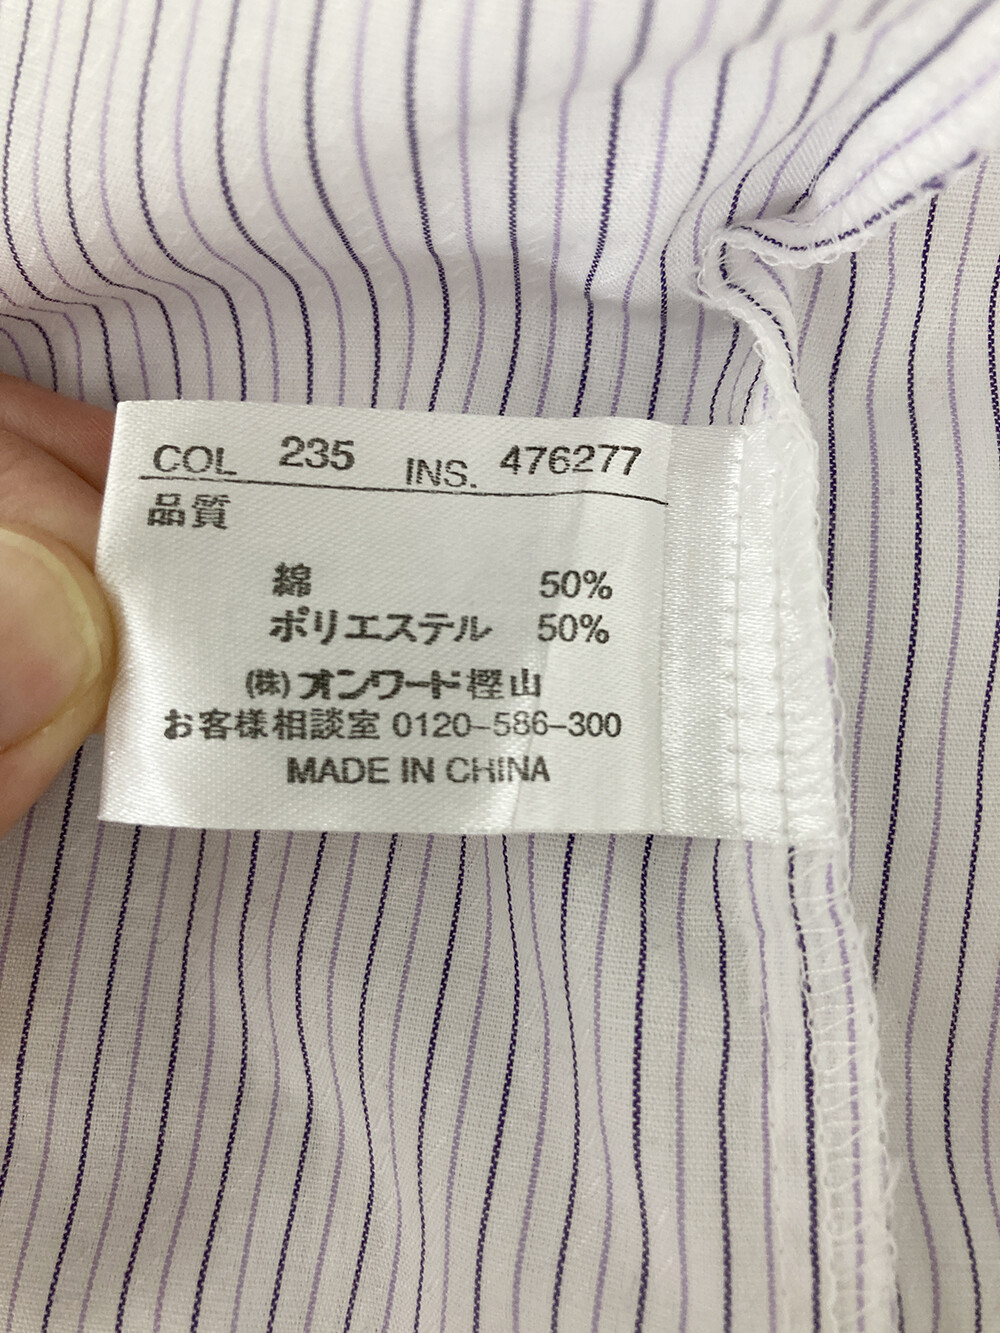 COL 235 INS. 476277
品質
綿 50%
ポリエステル 50%
(株)オンワード樫山
お客様相談室 0120-586-300
MADE IN CHINA